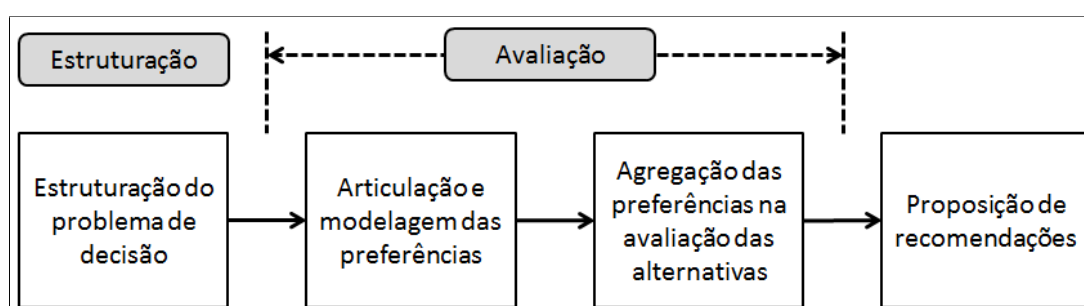 Estruturação
Avaliação
Estruturação do
problema de
decisão
Articulação e
modelagem das
preferências
Agregação das
preferências na
avaliação das
alternativas
Proposição de
recomendações